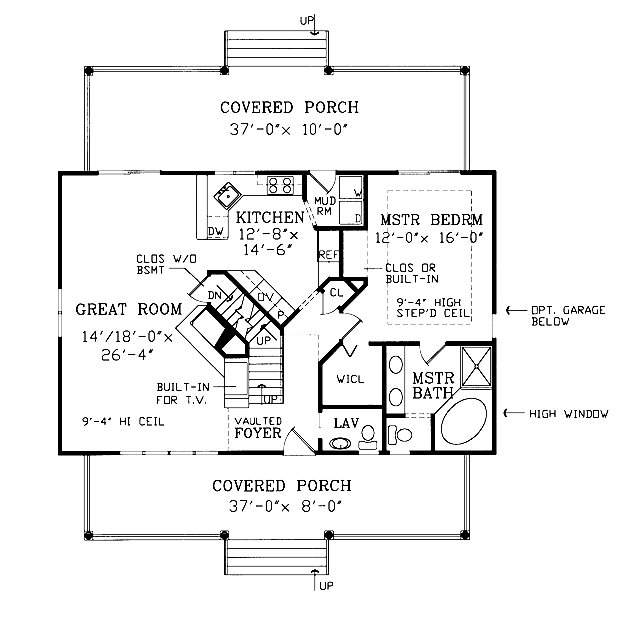 UP
COVERED PORCH
37'-0"x 10'-0"
W
D
MUD
RM
KITCHEN
12'-8"x
14'-6"
DW
MSTR BEDRM
12'-0"x 16'-0"
REF
CLOS W/O
BSMT
CLOS OR
BUILT-IN
DN
OV
CL
P
9'-4" HIGH
STEP'D CEIL
GREAT ROOM
14'/18'-0"x
26'-4"
OPT. GARAGE
BELOW
UP
BUILT-IN
FOR T.V.
UP
WICL
MSTR
BATH
9'-4" HI CEIL
VAULTED
FOYER
LAV
HIGH WINDOW
COVERED PORCH
37'-0"x 8'-0"
UP